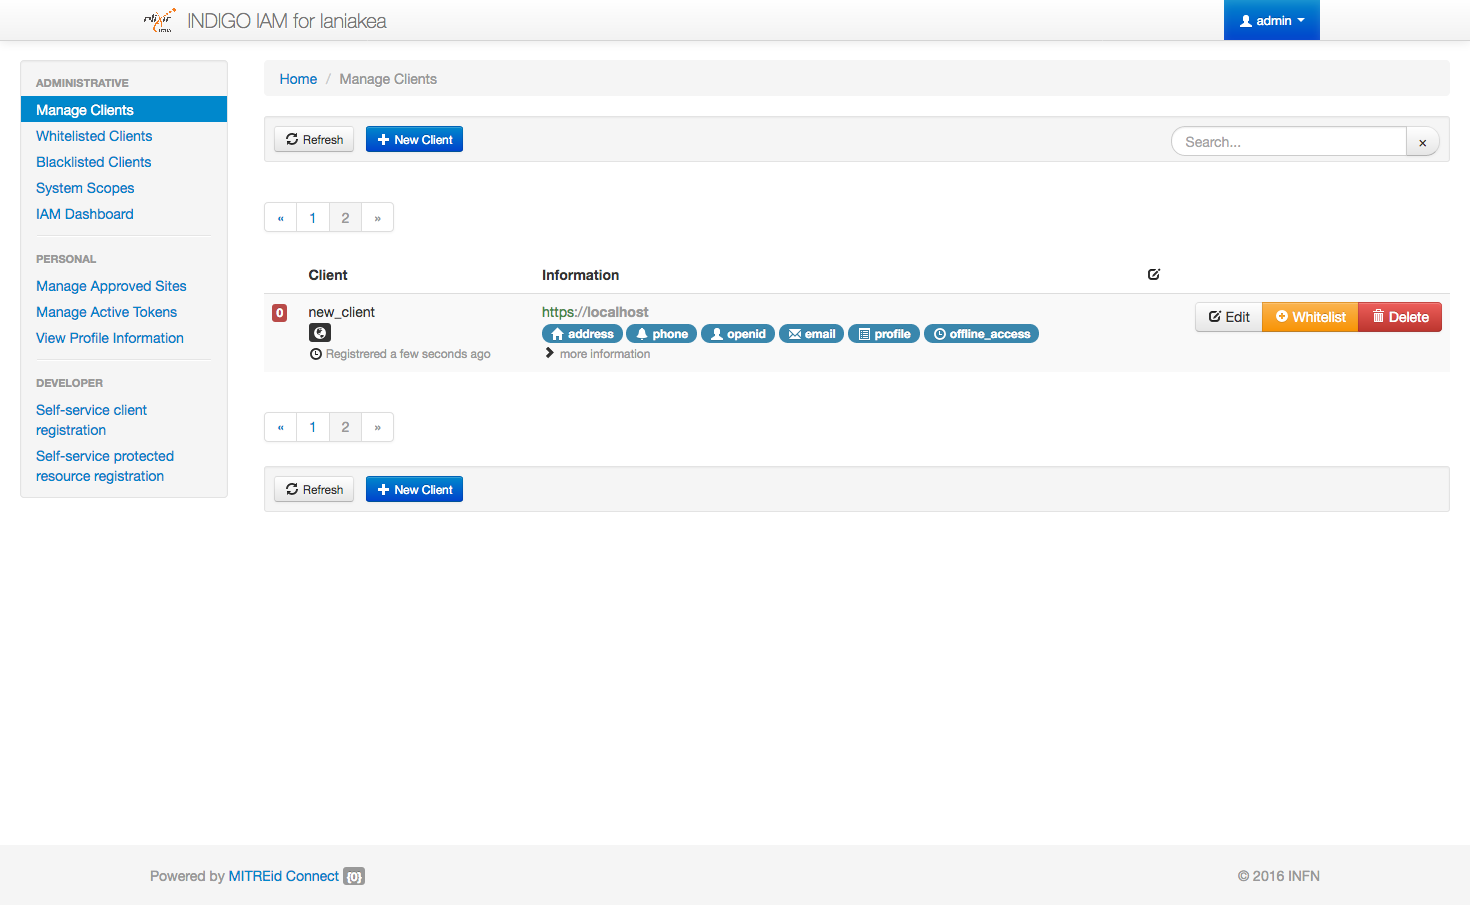 elixir
INDIGO IAM for laniakea
admin
ADMINISTRATIVE
Manage Clients
Whitelisted Clients
Blacklisted Clients
System Scopes
IAM Dashboard
PERSONAL
Manage Approved Sites
Manage Active Tokens
View Profile Information
DEVELOPER
Self-service client
registration
Self-service protected
resource registration
Home / Manage Clients
Refresh New Client
Search... ×
« 1 2 »
Client Information
0 new_client https://localhost Edit Whitelist Delete
address phone openid email profile offline_access
Registrered a few seconds ago more information
« 1 2 »
Refresh New Client
Powered by MITREid Connect {0}
© 2016 INFN